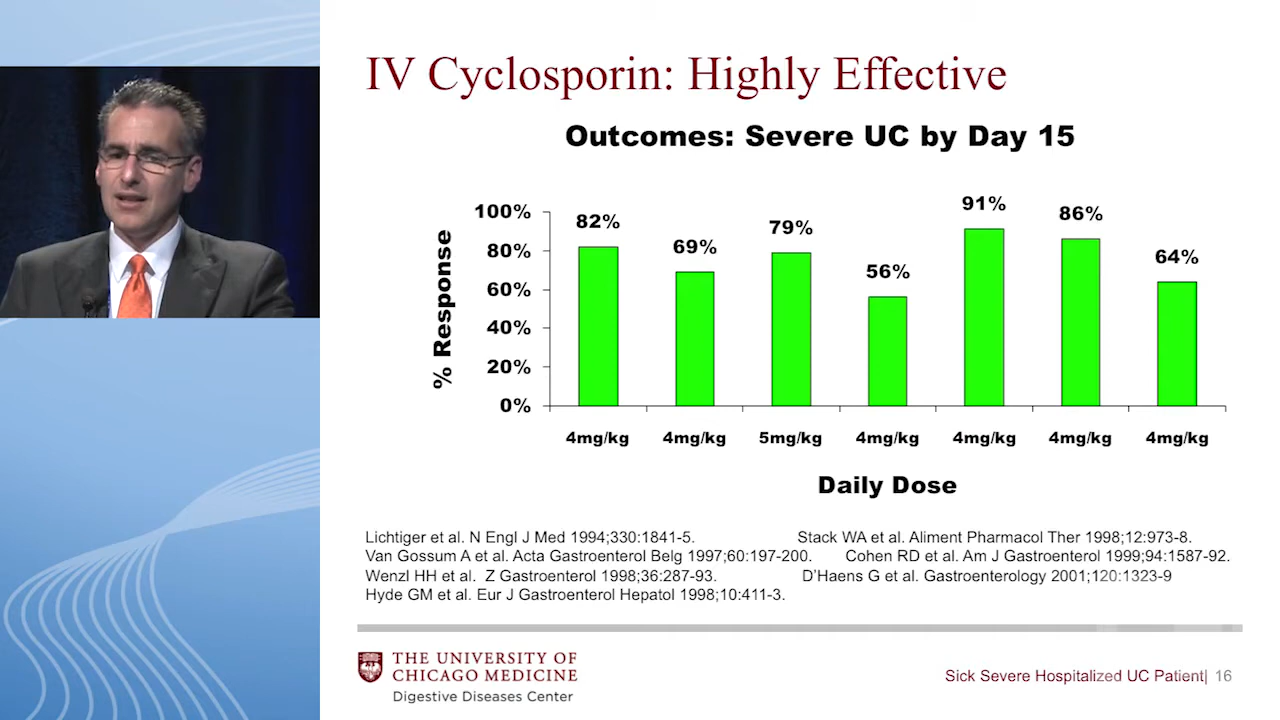 IV Cyclosporin: Highly Effective
Outcomes: Severe UC by Day 15
% Response
100%
80%
60%
40%
20%
0%
82%
69%
79%
56%
91%
86%
64%
4mg/kg 4mg/kg 5mg/kg 4mg/kg 4mg/kg 4mg/kg 4mg/kg
Daily Dose
Lichtiger et al. N Engl J Med 1994;330:1841-5.
Van Gossum A et al. Acta Gastroenterol Belg 1997;60:197-200.
Wenzl HH et al. Z Gastroenterol 1998;36:287-93.
Hyde GM et al. Eur J Gastroenterol Hepatol 1998;10:411-3.
Stack WA et al. Aliment Pharmacol Ther 1998;12:973-8.
Cohen RD et al. Am J Gastroenterol 1999;94:1587-92.
D'Haens G et al. Gastroenterology 2001;120:1323-9
THE UNIVERSITY OF
CHICAGO MEDICINE
Digestive Diseases Center
Sick Severe Hospitalized UC Patient| 16